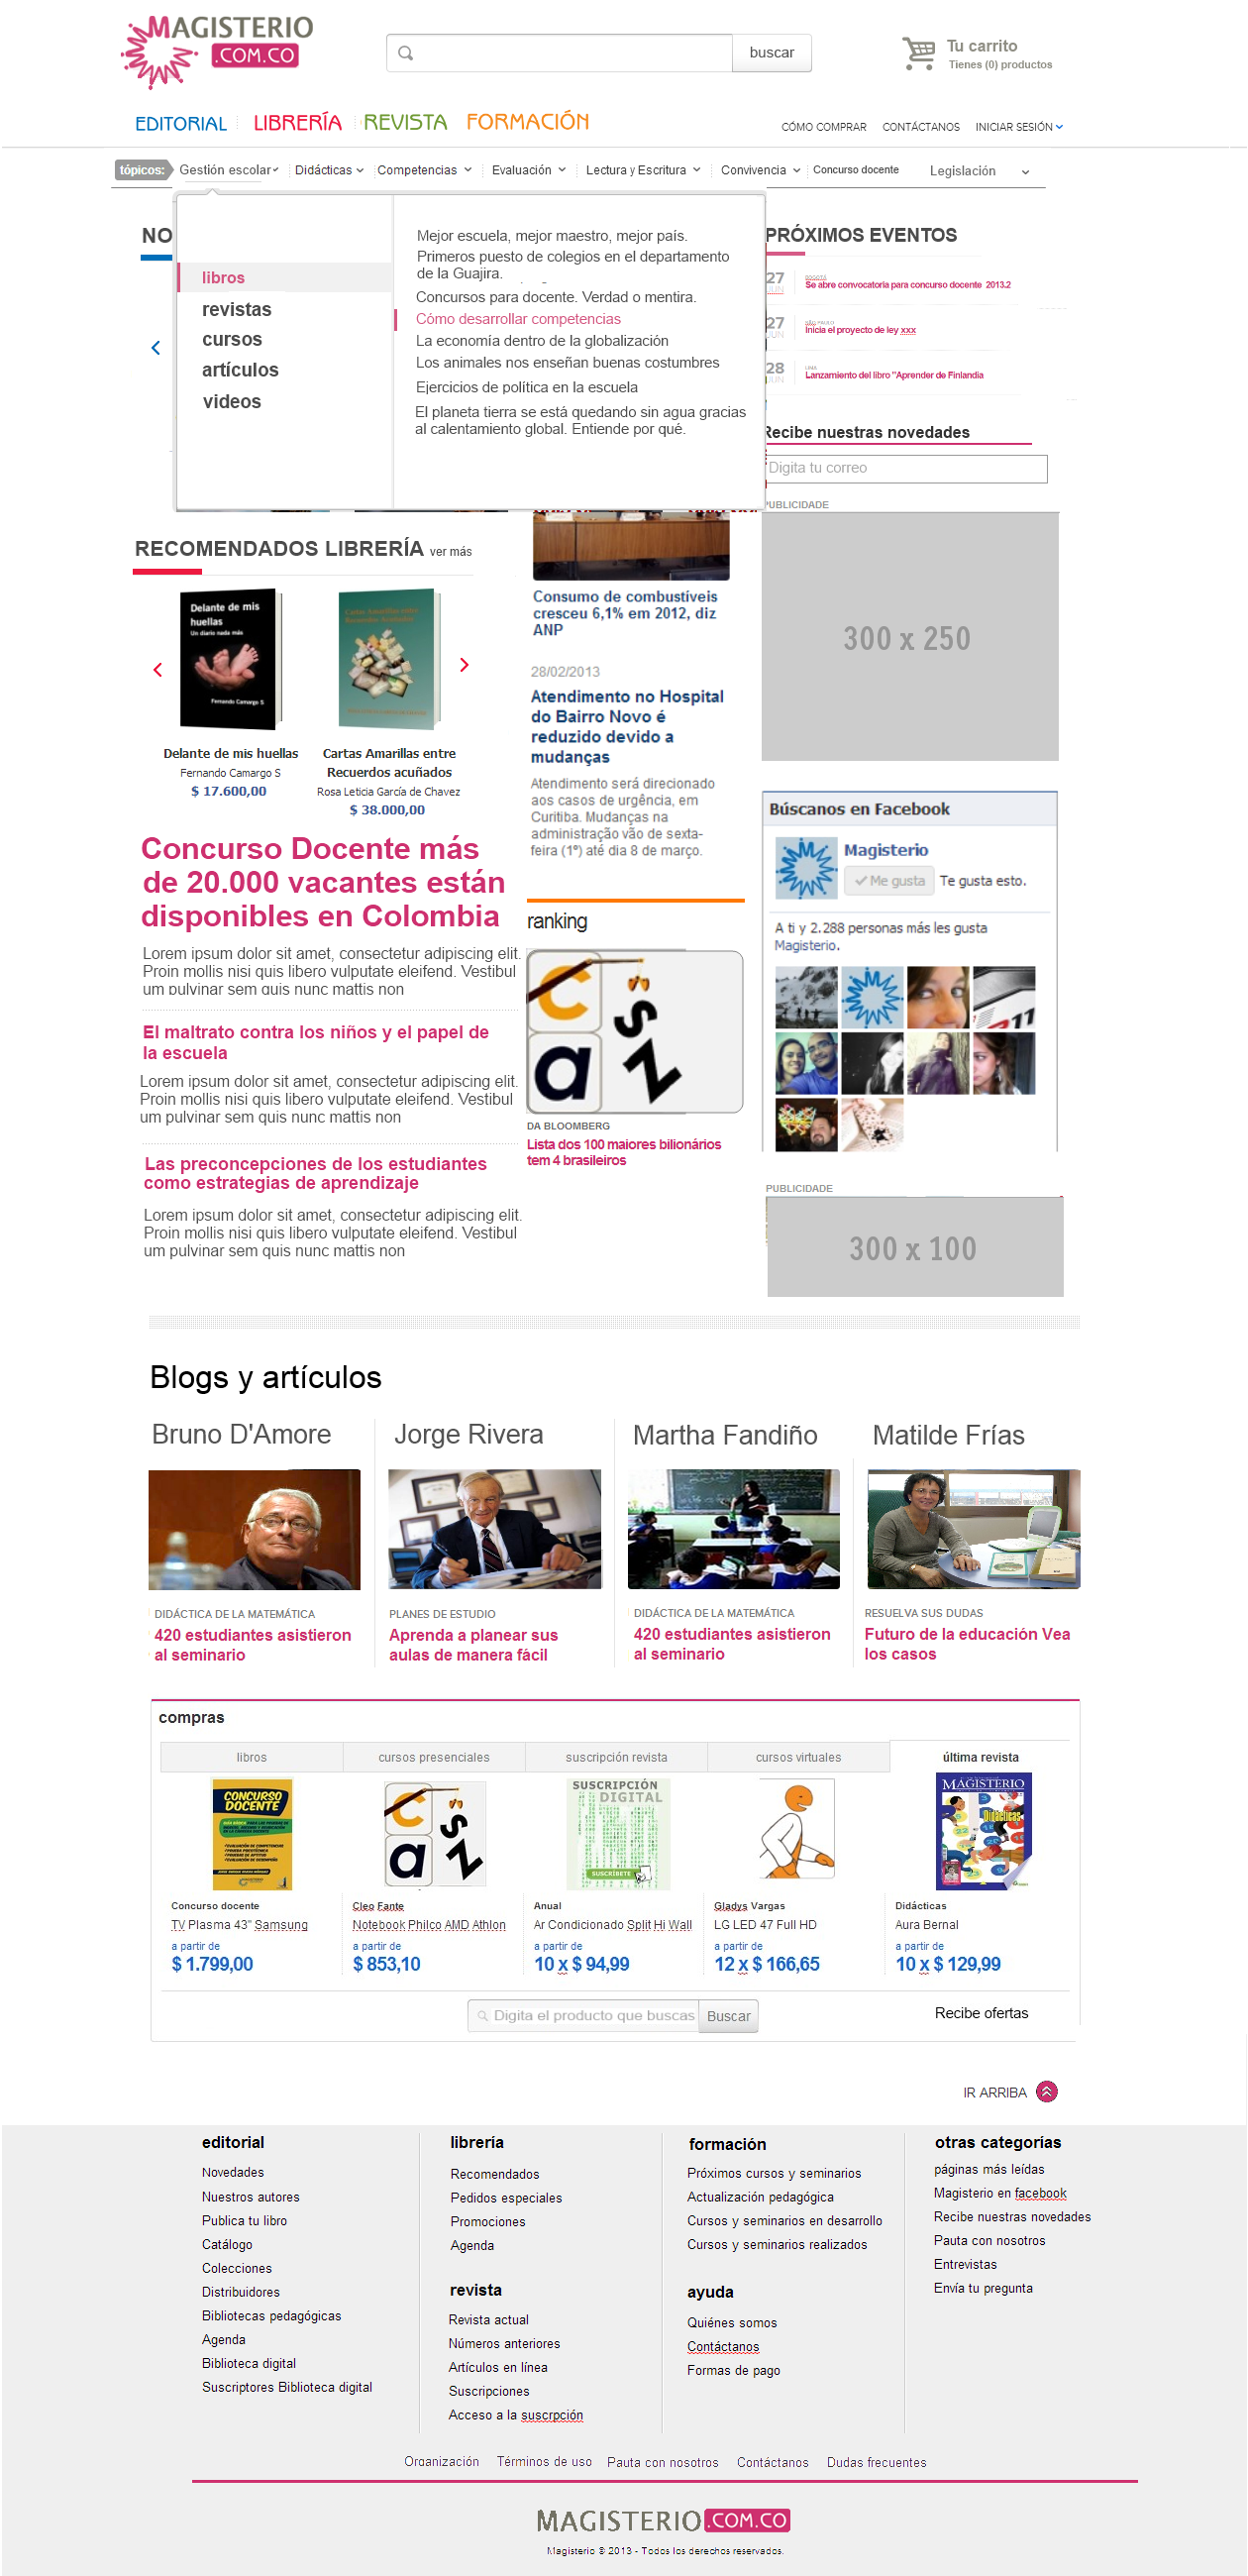 MAGISTERIO
.COM.CO
buscar
Tu carrito
Tienes (0) productos
EDITORIAL
LIBRERÍA
REVISTA
FORMACIÓN
CÓMO COMPRAR
CONTÁCTANOS
INICIAR SESIÓN
tópicos:
Gestión escolar
Didácticas
Competencias
Evaluación
Lectura y Escritura
Convivencia
Concurso docente
Legislación
NO
libros
revistas
cursos
artículos
videos
Mejor escuela, mejor maestro, mejor país.
Primeros puesto de colegios en el departamento
de la Guajira.
Concursos para docente. Verdad o mentira.
Cómo desarrollar competencias
La economía dentro de la globalización
Los animales nos enseñan buenas costumbres
Ejercicios de política en la escuela
El planeta tierra se está quedando sin agua gracias
al calentamiento global. Entiende por qué.
PRÓXIMOS EVENTOS
27
JUN
BOGOTÁ
Se abre convocatoria para concurso docente 2013.2
27
JUN
Inicia el proyecto de ley xxx
28
JUN
LIMA
Lanzamiento del libro "Aprender de Finlandia
Recibe nuestras novedades
Digita tu correo
PUBLICIDADE
300 x 250
RECOMENDADOS LIBRERÍA ver más
Delante de mis
huellas
Un diario nada más
Fernando Camargo S
Cartas Amarillas entre
Recuerdos Acuñados
Delante de mis huellas
Fernando Camargo S
$ 17.600,00
Cartas Amarillas entre
Recuerdos acuñados
Rosa Leticia García de Chavez
$ 38.000,00
Consumo de combustíveis
cresceu 6,1% em 2012, diz
ANP
28/02/2013
Atendimento no Hospital
do Bairro Novo é
reduzido devido a
mudanças
Atendimento será direcionado
aos casos de urgência, em
Curitiba. Mudanças na
administração vão de sexta-
feira (1º) até dia 8 de março.
Concurso Docente más
de 20.000 vacantes están
disponibles en Colombia
Lorem ipsum dolor sit amet, consectetur adipiscing elit.
Proin mollis nisi quis libero vulputate eleifend. Vestibul
um pulvinar sem quis nunc mattis non
El maltrato contra los niños y el papel de
la escuela
Lorem ipsum dolor sit amet, consectetur adipiscing elit.
Proin mollis nisi quis libero vulputate eleifend. Vestibul
um pulvinar sem quis nunc mattis non
Las preconcepciones de los estudiantes
como estrategias de aprendizaje
Lorem ipsum dolor sit amet, consectetur adipiscing elit.
Proin mollis nisi quis libero vulputate eleifend. Vestibul
um pulvinar sem quis nunc mattis non
ranking
c
s
a
z
DA BLOOMBERG
Lista dos 100 maiores bilionários
tem 4 brasileiros
Búscanos en Facebook
Magisterio
Me gusta
Te gusta esto.
A ti y 2.288 personas más les gusta
Magisterio.
PUBLICIDADE
300 x 100
Blogs y artículos
Bruno D'Amore
Jorge Rivera
Martha Fandiño
Matilde Frías
DIDÁCTICA DE LA MATEMÁTICA
420 estudiantes asistieron
al seminario
PLANES DE ESTUDIO
Aprenda a planear sus
aulas de manera fácil
DIDÁCTICA DE LA MATEMÁTICA
420 estudiantes asistieron
al seminario
RESUELVA SUS DUDAS
Futuro de la educación Vea
los casos
compras
libros
cursos presenciales
suscripción revista
cursos virtuales
última revista
CONCURSO
DOCENTE
c
s
a
z
SUSCRIPCIÓN
DIGITAL
SUSCRÍBETE
MAGISTERIO
Didácticas
Concurso docente
TV Plasma 43" Samsung
a partir de
$ 1.799,00
Cleo Fante
Notebook Philco AMD Athlon
a partir de
$ 853,10
Anual
Ar Condicionado Split Hi Wall
a partir de
10 x $ 94,99
Gladys Vargas
LG LED 47 Full HD
a partir de
12 x $ 166,65
Didácticas
Aura Bernal
a partir de
10 x $ 129,99
Digita el producto que buscas
Buscar
Recibe ofertas
IR ARRIBA
editorial
Novedades
Nuestros autores
Publica tu libro
Catálogo
Colecciones
Distribuidores
Bibliotecas pedagógicas
Agenda
Biblioteca digital
Suscriptores Biblioteca digital
librería
Recomendados
Pedidos especiales
Promociones
Agenda
revista
Revista actual
Números anteriores
Artículos en línea
Suscripciones
Acceso a la suscrpción
formación
Próximos cursos y seminarios
Actualización pedagógica
Cursos y seminarios en desarrollo
Cursos y seminarios realizados
ayuda
Quiénes somos
Contáctanos
Formas de pago
otras categorías
páginas más leídas
Magisterio en facebook
Recibe nuestras novedades
Pauta con nosotros
Entrevistas
Envía tu pregunta
Organización
Términos de uso
Pauta con nosotros
Contáctanos
Dudas frecuentes
MAGISTERIO.COM.CO
Magisterio © 2013 - Todos los derechos reservados.